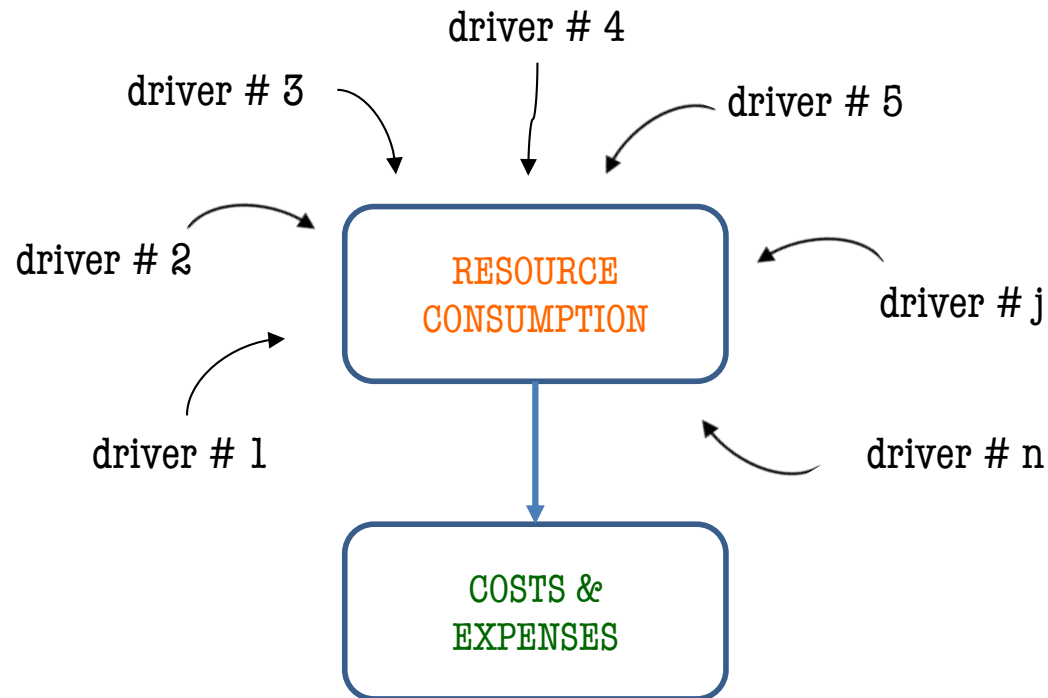 driver # 4
driver # 3
driver # 5
driver # 2
RESOURCE
CONSUMPTION
driver # j
driver # 1
driver # n
COSTS &
EXPENSES